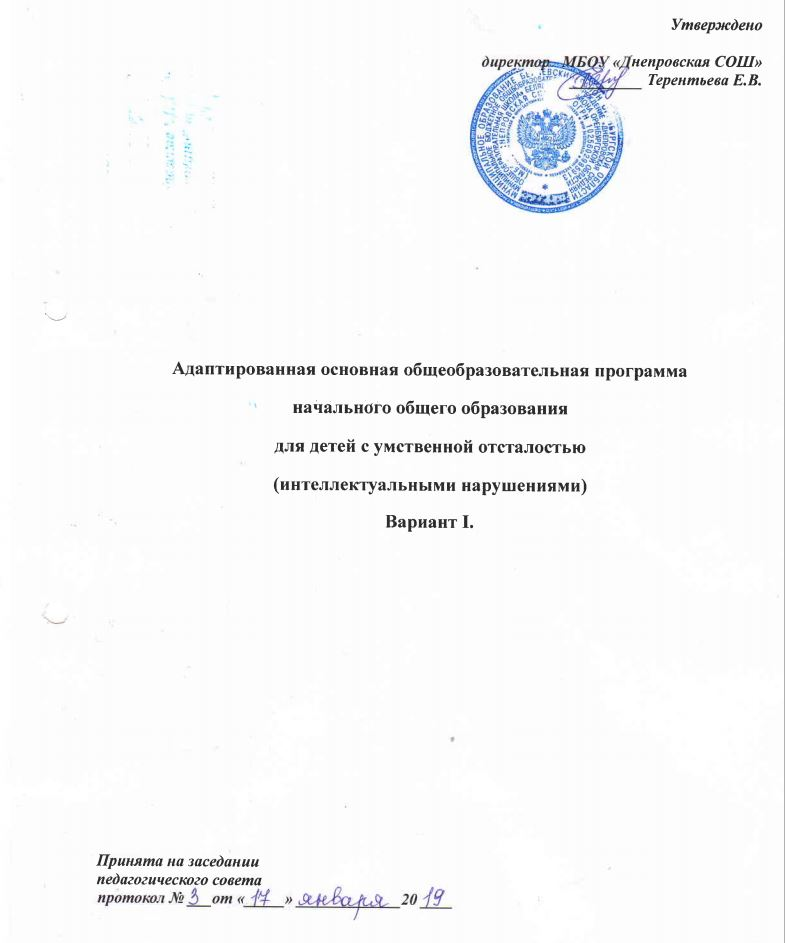 Утверждено
директор МБОУ «Днепровская СОШ»
Терентьева Е.В.
Адаптированная основная общеобразовательная программа
начального общего образования
для детей с умственной отсталостью
(интеллектуальными нарушениями)
Вариант I.
Принята на заседании
педагогического совета
протокол № 3 от « 17 » января 20 19